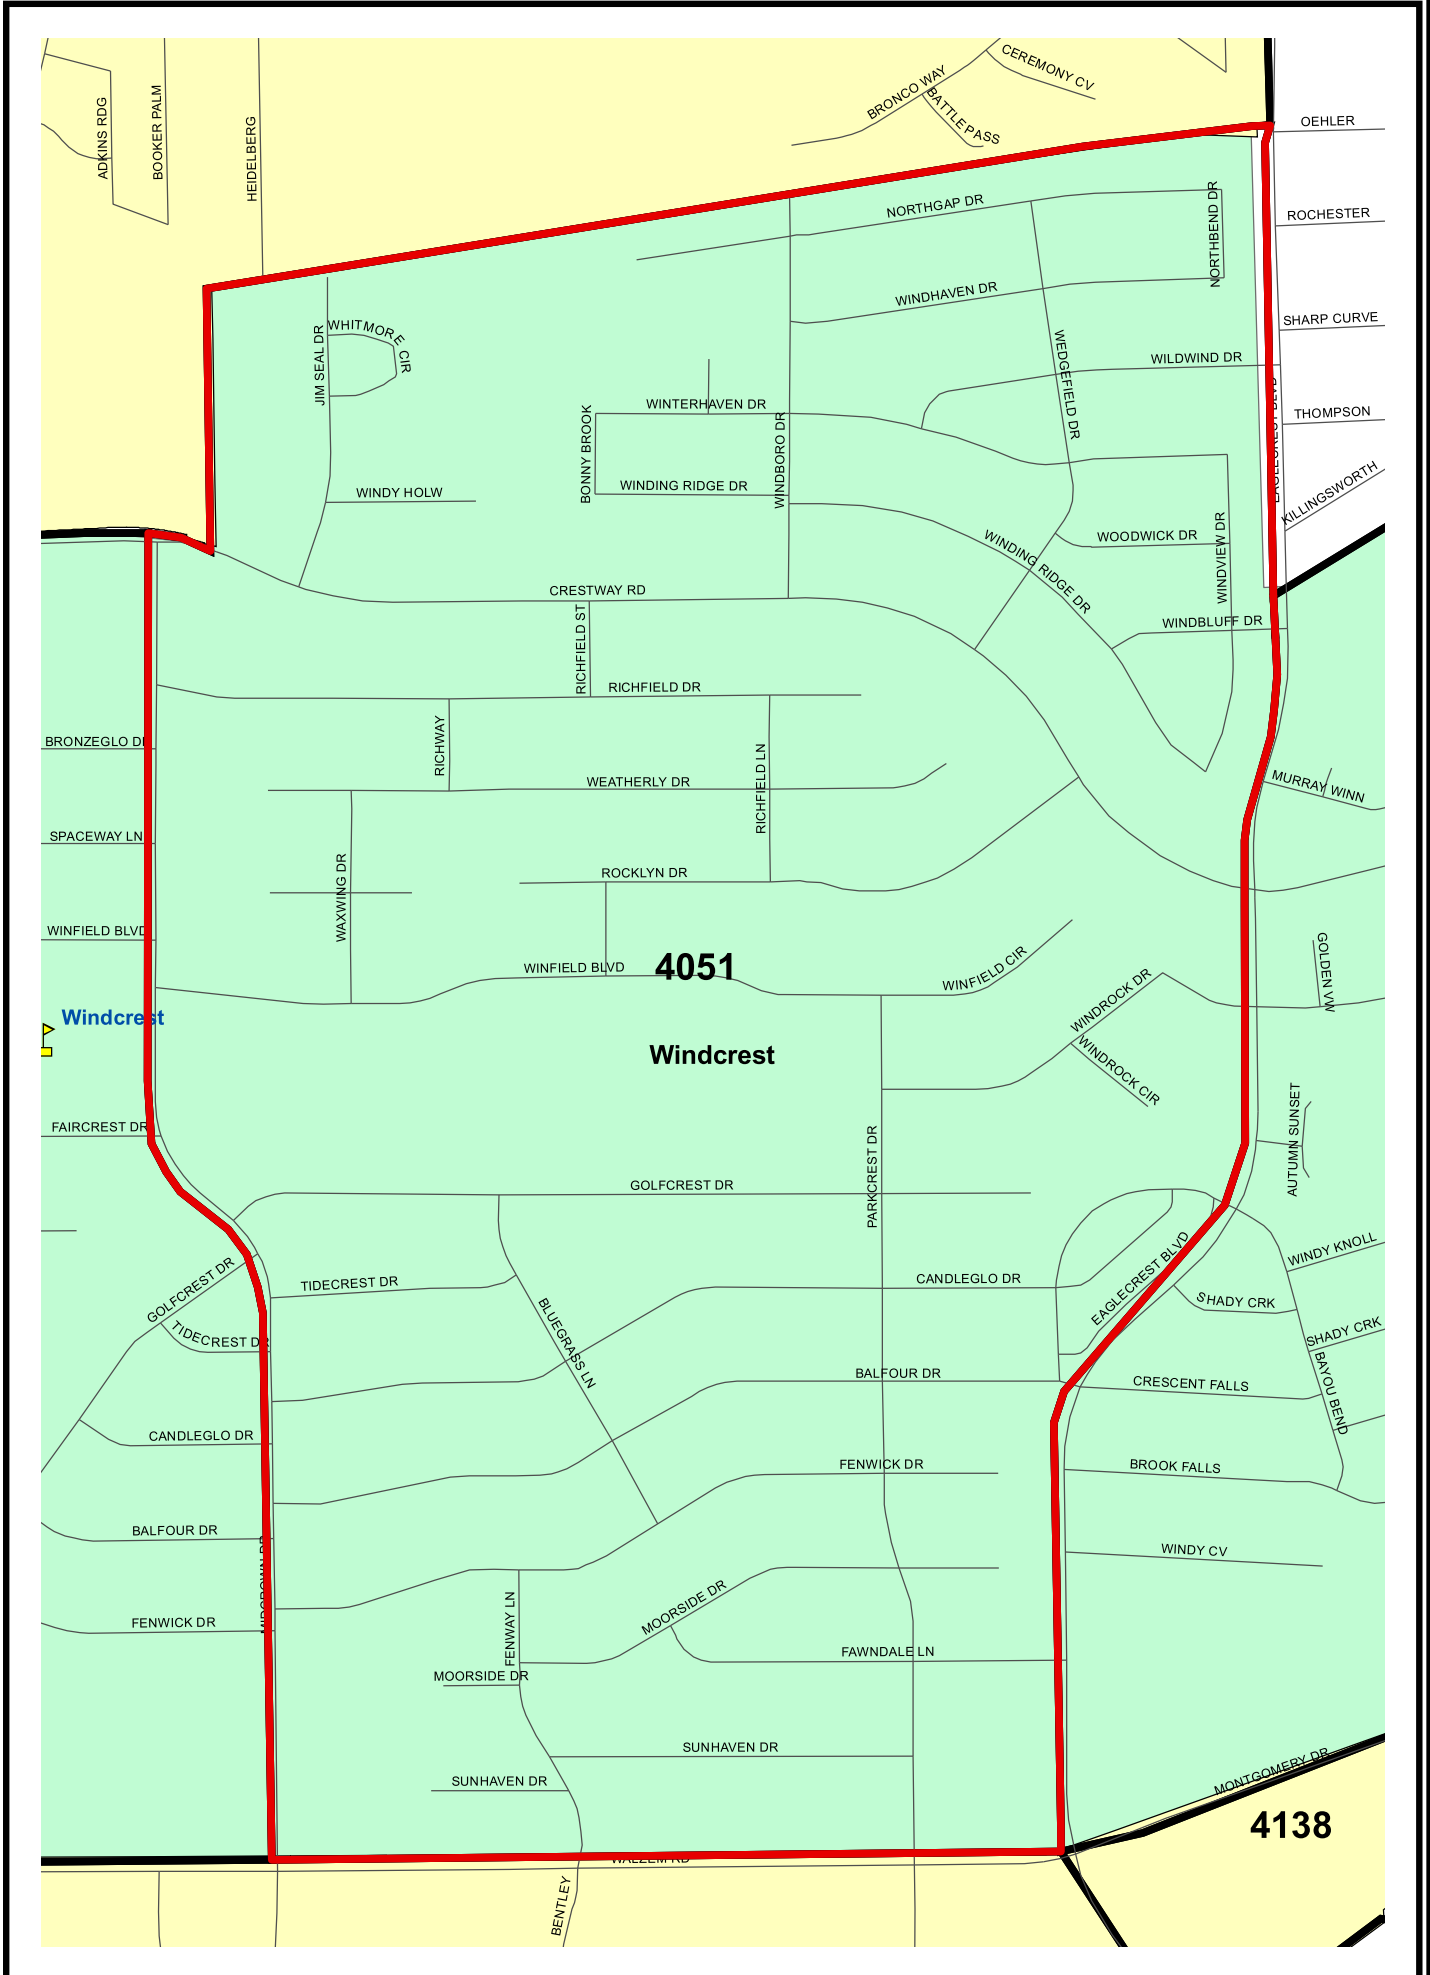 CEREMONY CV
BRONCO WAY
BATTLE PASS
ADKINS RDG
BOOKER PALM
HEIDELBERG
OEHLER
NORTHGAP DR
NORTHBEND DR
ROCHESTER
WINDHAVEN DR
SHARP CURVE
WHITMORE CIR
JIM SEAL DR
WEDGEFIELD DR
WILDWIND DR
EAGLECREST BLVD
WINTERHAVEN DR
THOMPSON
BONNY BROOK
WINDBORO DR
KILLINGSWORTH
WINDY HOLW
WINDING RIDGE DR
WINDING RIDGE DR
WOODWICK DR
WINDVIEW DR
CRESTWAY RD
WINDBLUFF DR
RICHFIELD ST
RICHFIELD DR
BRONZEGLO DR
RICHWAY
RICHFIELD LN
WEATHERLY DR
MURRAY WINN
SPACEWAY LN
WAXWING DR
ROCKLYN DR
WINFIELD BLVD
WINFIELD BLVD
4051
WINFIELD CIR
GOLDEN VW
WINDROCK DR
Windcrest
Windcrest
WINDROCK CIR
FAIRCREST DR
PARKCREST DR
AUTUMN SUNSET
GOLFCREST DR
WINDY KNOLL
GOLFCREST DR
TIDECREST DR
CANDLEGLO DR
EAGLECREST BLVD
SHADY CRK
TIDECREST DR
BLUEGRASS LN
SHADY CRK
BALFOUR DR
CRESCENT FALLS
BAYOU BEND
CANDLEGLO DR
FENWICK DR
BROOK FALLS
BALFOUR DR
MIDCROWN DR
WINDY CV
FENWICK DR
FENWAY LN
MOORSIDE DR
FAWNDALE LN
MOORSIDE DR
SUNHAVEN DR
SUNHAVEN DR
MONTGOMERY DR
4138
WALZEM RD
BENTLEY